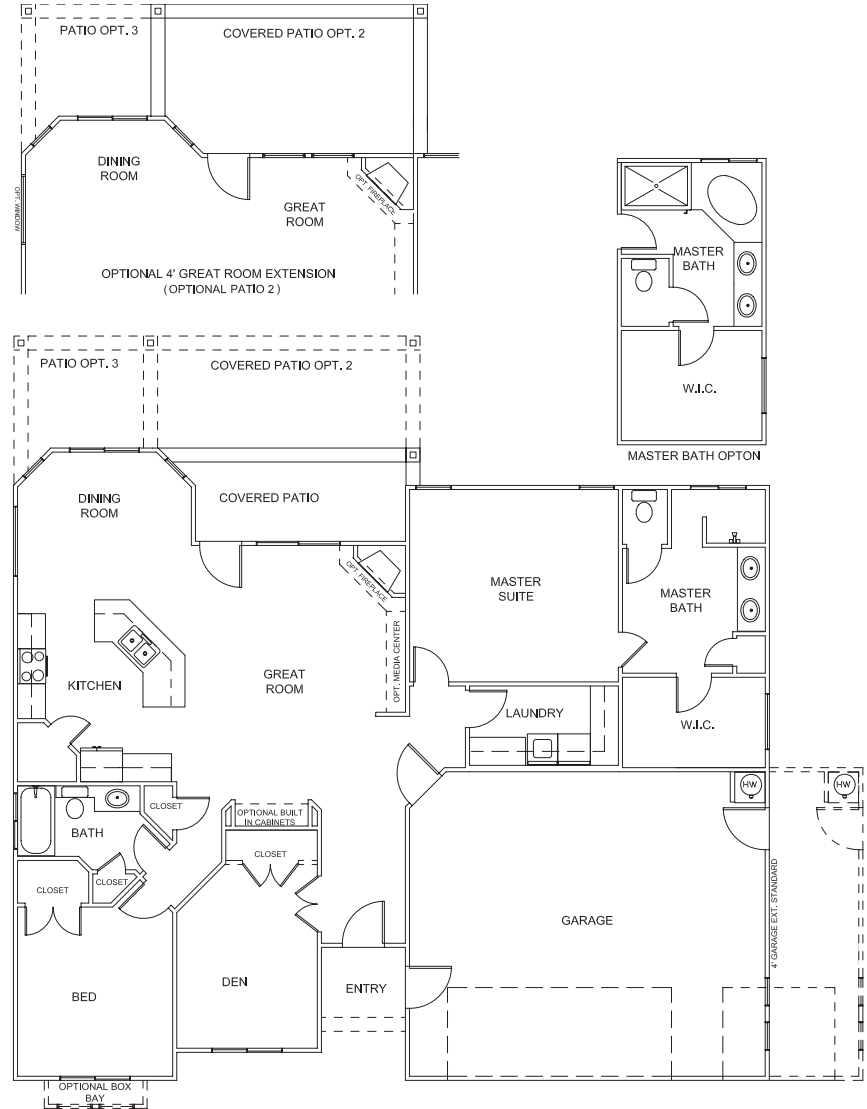 PATIO OPT. 3
COVERED PATIO OPT. 2
DINING
ROOM
OPT. WINDOW
OPT. FIREPLACE
GREAT
ROOM
OPTIONAL 4' GREAT ROOM EXTENSION
(OPTIONAL PATIO 2)
MASTER
BATH
W.I.C.
MASTER BATH OPTON
PATIO OPT. 3
COVERED PATIO OPT. 2
DINING
ROOM
COVERED PATIO
OPT. FIREPLACE
MASTER
SUITE
MASTER
BATH
OPT. MEDIA CENTER
KITCHEN
GREAT
ROOM
LAUNDRY
W.I.C.
HW
HW
CLOSET
OPTIONAL BUILT
IN CABINETS
BATH
CLOSET
CLOSET
CLOSET
GARAGE
4' GARAGE EXT. STANDARD
BED
DEN
ENTRY
OPTIONAL BOX
BAY